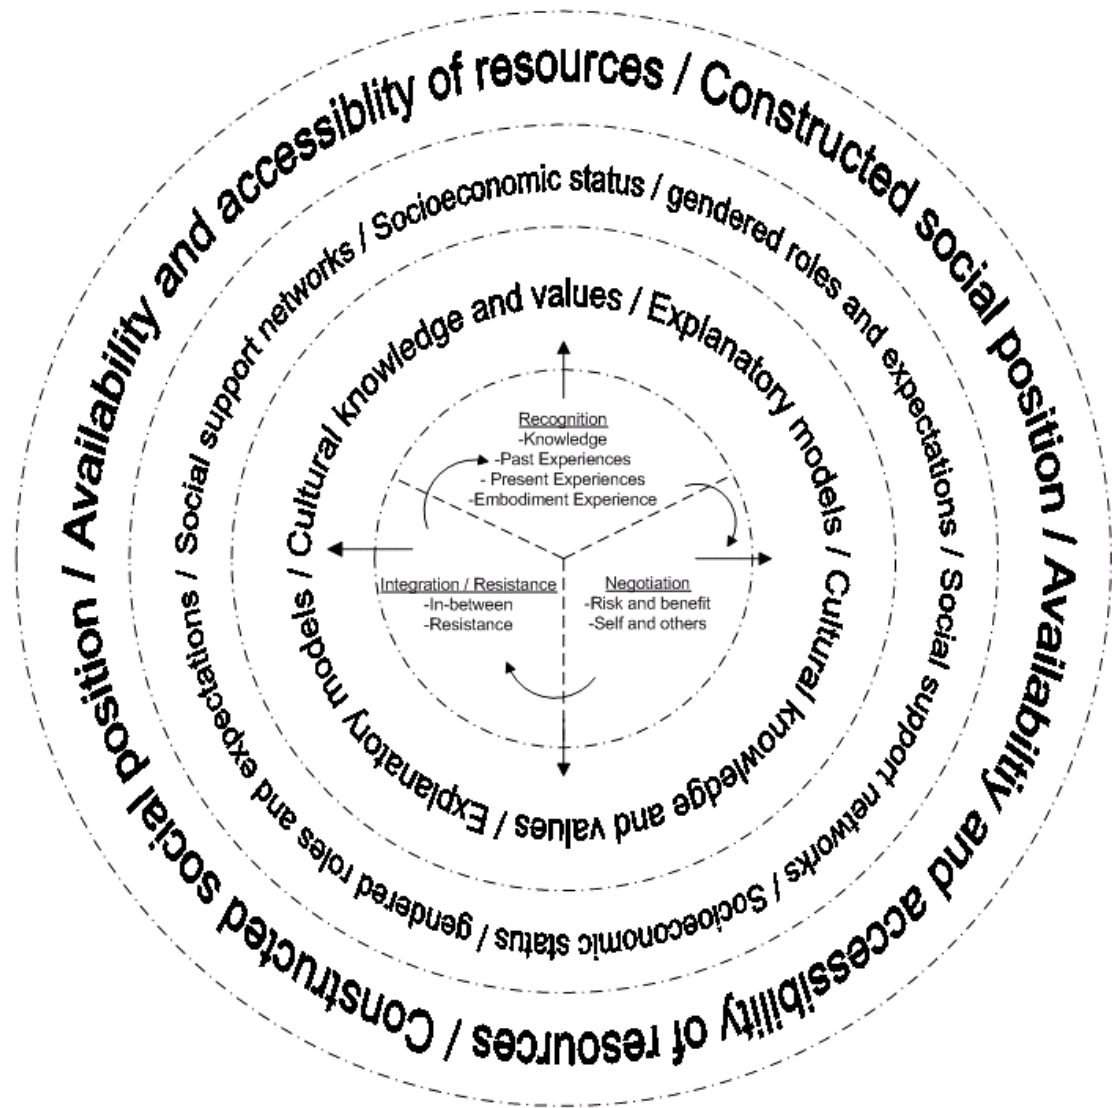 Availability and accessiblity of resources / Constructed social position / Availabiltiy and accessibility of resources / Constructed social position /
Social support networks / Socioeconomic status / gendered roles and expectations / Social support networks / Socioeconomic status / gendered roles and expectations /
Cultural knowledge and values / Explanatory models / Cultural knowledge and values / Explanatory models /
Recognition
-Knowledge
-Past Experiences
- Present Experiences
-Embodiment Experience
Integration / Resistance
-In-between
-Resistance
Negotiation
-Risk and benefit
-Self and others